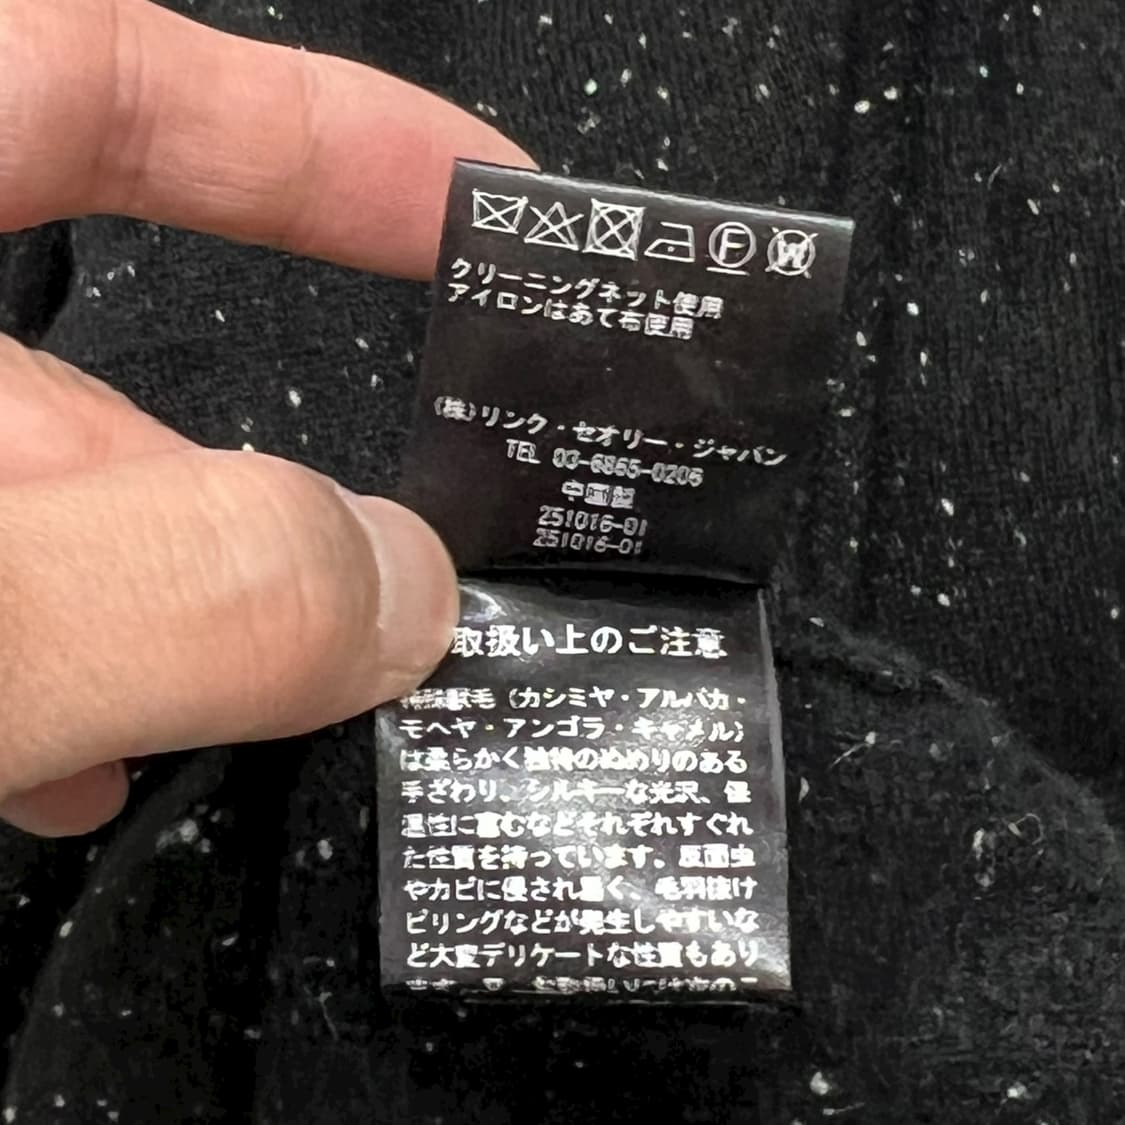 F W
クリーニングネット使用
アイロンはあて布使用
(株)リンク・セオリー・ジャパン
TEL 03-6865-0206
中国製
251016-01
251016-01
取扱い上のご注意
特殊獣毛(カシミヤ・アルパカ・
モヘヤ・アンゴラ・キャメル)
は柔らかく独特のぬめりのある
手ざわり、シルキーな光沢、保
温性に富むなどそれぞれすぐれ
た性質を持っています。反面虫
やカビに侵され易く、毛羽抜け
ピリングなどが発生しやすいな
ど大変デリケートな性質もあり